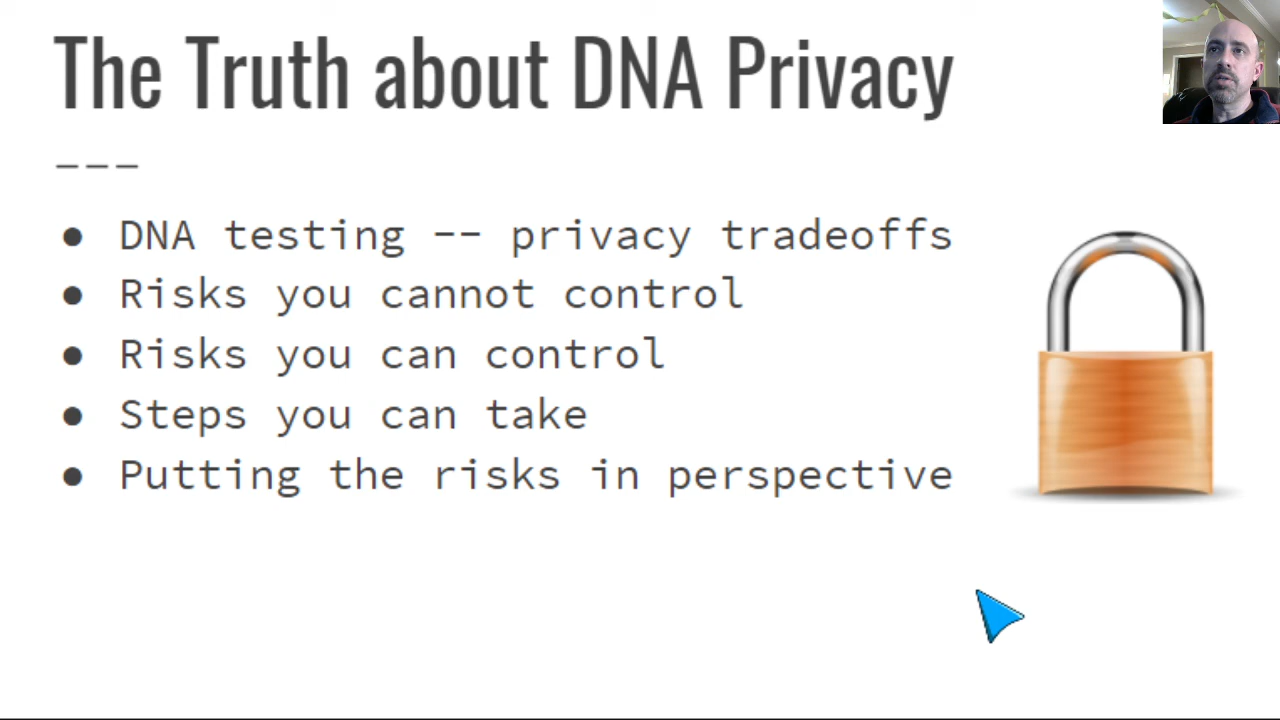 The Truth about DNA Privacy
---
● DNA testing -- privacy tradeoffs
● Risks you cannot control
● Risks you can control
● Steps you can take
● Putting the risks in perspective